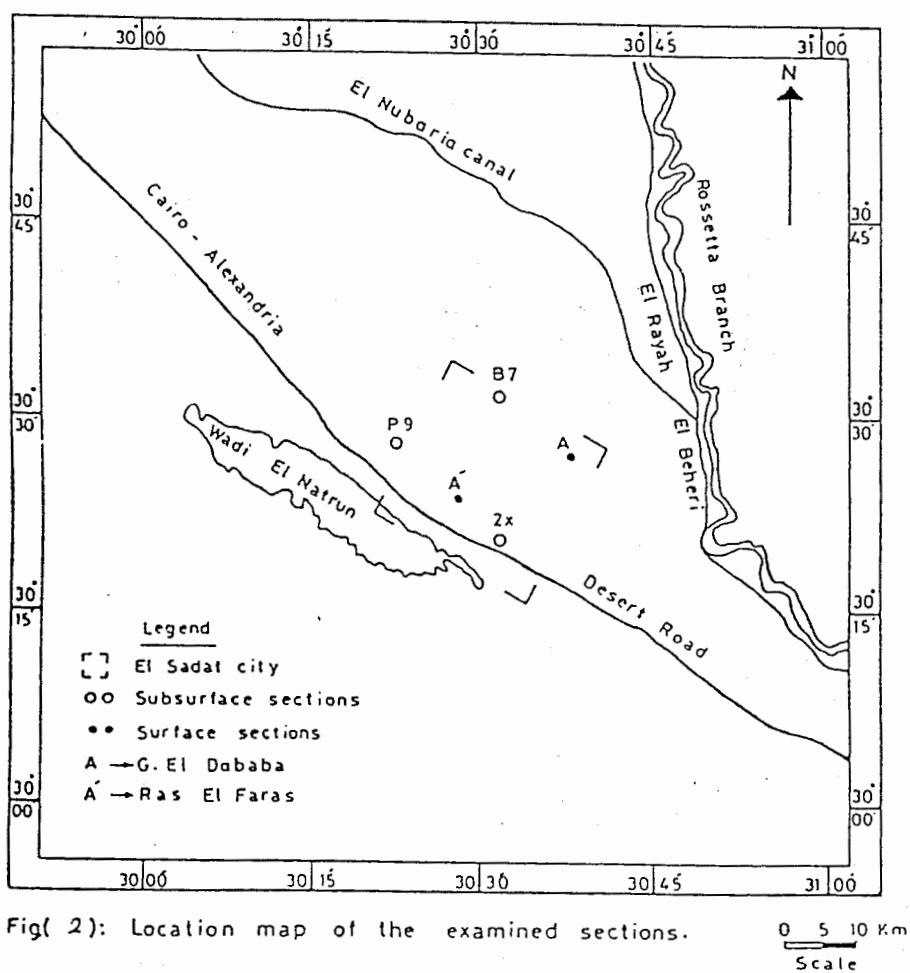 30° 00' 30° 15' 30° 30' 30° 45' 31° 00'
N
El Nubaria canal
Rossetta Branch
Cairo - Alexandria
30° 45'
30° 45'
El Rayah
B7
30° 30'
P9
30° 30'
A
Wadi El Natrun
El Beheri
A'
2x
Desert Road
30° 15'
30° 15'
Legend
El Sadat city
Subsurface sections
Surface sections
A → G. El Dababa
A' → Ras El Faras
30° 00'
30° 00'
30 00 30 15 30 30 30 45 31 00
Fig( 2): Location map of the examined sections.
0 5 10 Km
Scale